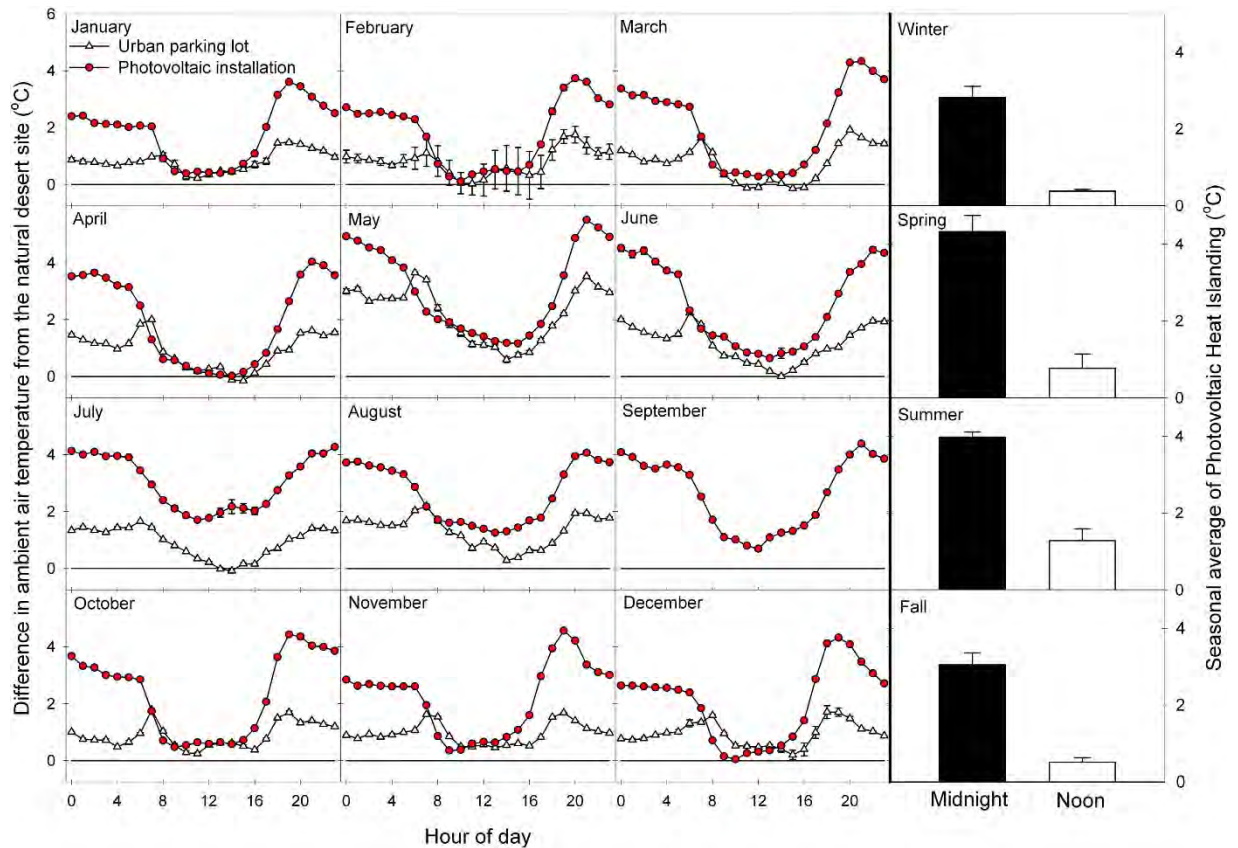 Difference in ambient air temperature from the natural desert site (°C)
6
4
2
0
January
Urban parking lot
Photovoltaic installation
February
March
Winter
4
2
0
4
2
0
April
May
June
Spring
4
2
0
4
2
0
July
August
September
Summer
4
2
0
4
2
0
October
November
December
Fall
4
2
0
0 4 8 12 16 20
0 4 8 12 16 20
0 4 8 12 16 20
Midnight Noon
Hour of day
Seasonal average of Photovoltaic Heat Islanding (°C)